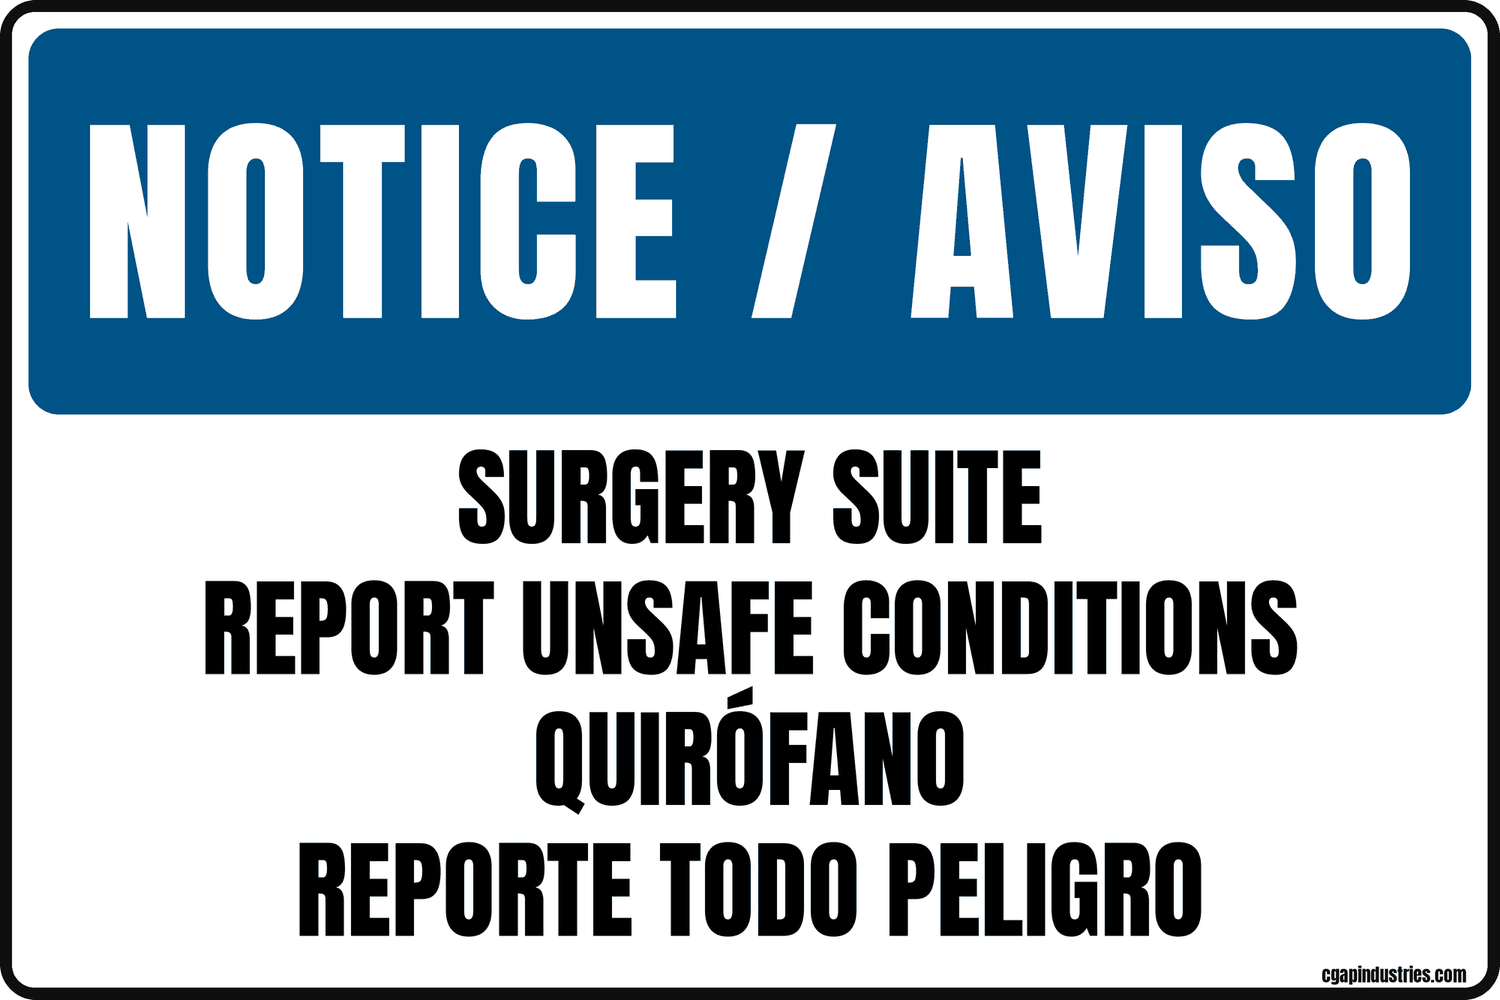 NOTICE / AVISO
SURGERY SUITE
REPORT UNSAFE CONDITIONS
QUIRÓFANO
REPORTE TODO PELIGRO
cgapindustries.com